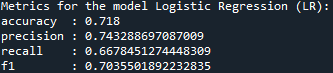 Metrics for the model Logistic Regression (LR):
accuracy : 0.718
precision : 0.743288697087009
recall : 0.6678451274448309
f1 : 0.7035501892232835